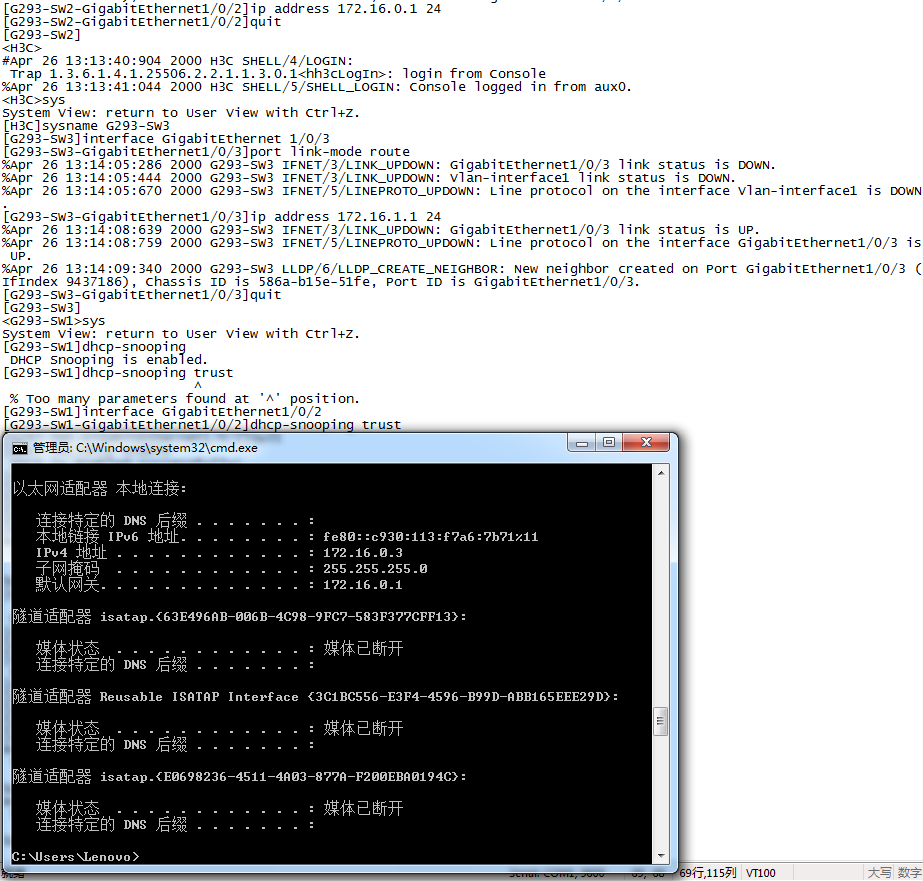 [G293-SW2-GigabitEthernet1/0/2]ip address 172.16.0.1 24
[G293-SW2-GigabitEthernet1/0/2]quit
[G293-SW2]
<H3C>
#Apr 26 13:13:40:904 2000 H3C SHELL/4/LOGIN:
 Trap 1.3.6.1.4.1.25506.2.2.1.1.3.0.1<hh3cLogIn>: login from Console
%Apr 26 13:13:41:044 2000 H3C SHELL/5/SHELL_LOGIN: Console logged in from aux0.
<H3C>sys
System View: return to User View with Ctrl+Z.
[H3C]sysname G293-SW3
[G293-SW3]interface GigabitEthernet 1/0/3
[G293-SW3-GigabitEthernet1/0/3]port link-mode route
%Apr 26 13:14:05:286 2000 G293-SW3 IFNET/3/LINK_UPDOWN: GigabitEthernet1/0/3 link status is DOWN.
%Apr 26 13:14:05:444 2000 G293-SW3 IFNET/3/LINK_UPDOWN: Vlan-interface1 link status is DOWN.
%Apr 26 13:14:05:670 2000 G293-SW3 IFNET/5/LINEPROTO_UPDOWN: Line protocol on the interface Vlan-interface1 is DOWN
.
[G293-SW3-GigabitEthernet1/0/3]ip address 172.16.1.1 24
%Apr 26 13:14:08:639 2000 G293-SW3 IFNET/3/LINK_UPDOWN: GigabitEthernet1/0/3 link status is UP.
%Apr 26 13:14:08:759 2000 G293-SW3 IFNET/5/LINEPROTO_UPDOWN: Line protocol on the interface GigabitEthernet1/0/3 is
 UP.
%Apr 26 13:14:09:340 2000 G293-SW3 LLDP/6/LLDP_CREATE_NEIGHBOR: New neighbor created on Port GigabitEthernet1/0/3 (
IfIndex 9437186), Chassis ID is 586a-b15e-51fe, Port ID is GigabitEthernet1/0/3.
[G293-SW3-GigabitEthernet1/0/3]quit
[G293-SW3]
<G293-SW1>sys
System View: return to User View with Ctrl+Z.
[G293-SW1]dhcp-snooping
 DHCP Snooping is enabled.
[G293-SW1]dhcp-snooping trust
^
 % Too many parameters found at '^' position.
[G293-SW1]interface GigabitEthernet1/0/2
[G293-SW1-GigabitEthernet1/0/2]dhcp-snooping trust
管理员: C:\Windows\system32\cmd.exe
以太网适配器 本地连接:
连接特定的 DNS 后缀 . . . . . . . :
本地链接 IPv6 地址. . . . . . . . : fe80::c930:113:f7a6:7b71%11
IPv4 地址 . . . . . . . . . . . . : 172.16.0.3
子网掩码  . . . . . . . . . . . . : 255.255.255.0
默认网关. . . . . . . . . . . . . : 172.16.0.1
隧道适配器 isatap.{63E496AB-006B-4C98-9FC7-583F377CFF13}:
媒体状态  . . . . . . . . . . . . : 媒体已断开
连接特定的 DNS 后缀 . . . . . . . :
隧道适配器 Reusable ISATAP Interface {3C1BC556-E3F4-4596-B99D-ABB165EEE29D}:
媒体状态  . . . . . . . . . . . . : 媒体已断开
连接特定的 DNS 后缀 . . . . . . . :
隧道适配器 isatap.{E0698236-4511-4A03-877A-F200EBA0194C}:
媒体状态  . . . . . . . . . . . . : 媒体已断开
连接特定的 DNS 后缀 . . . . . . . :
C:\Users\Lenovo>
69行,115列 VT100 大写 数字